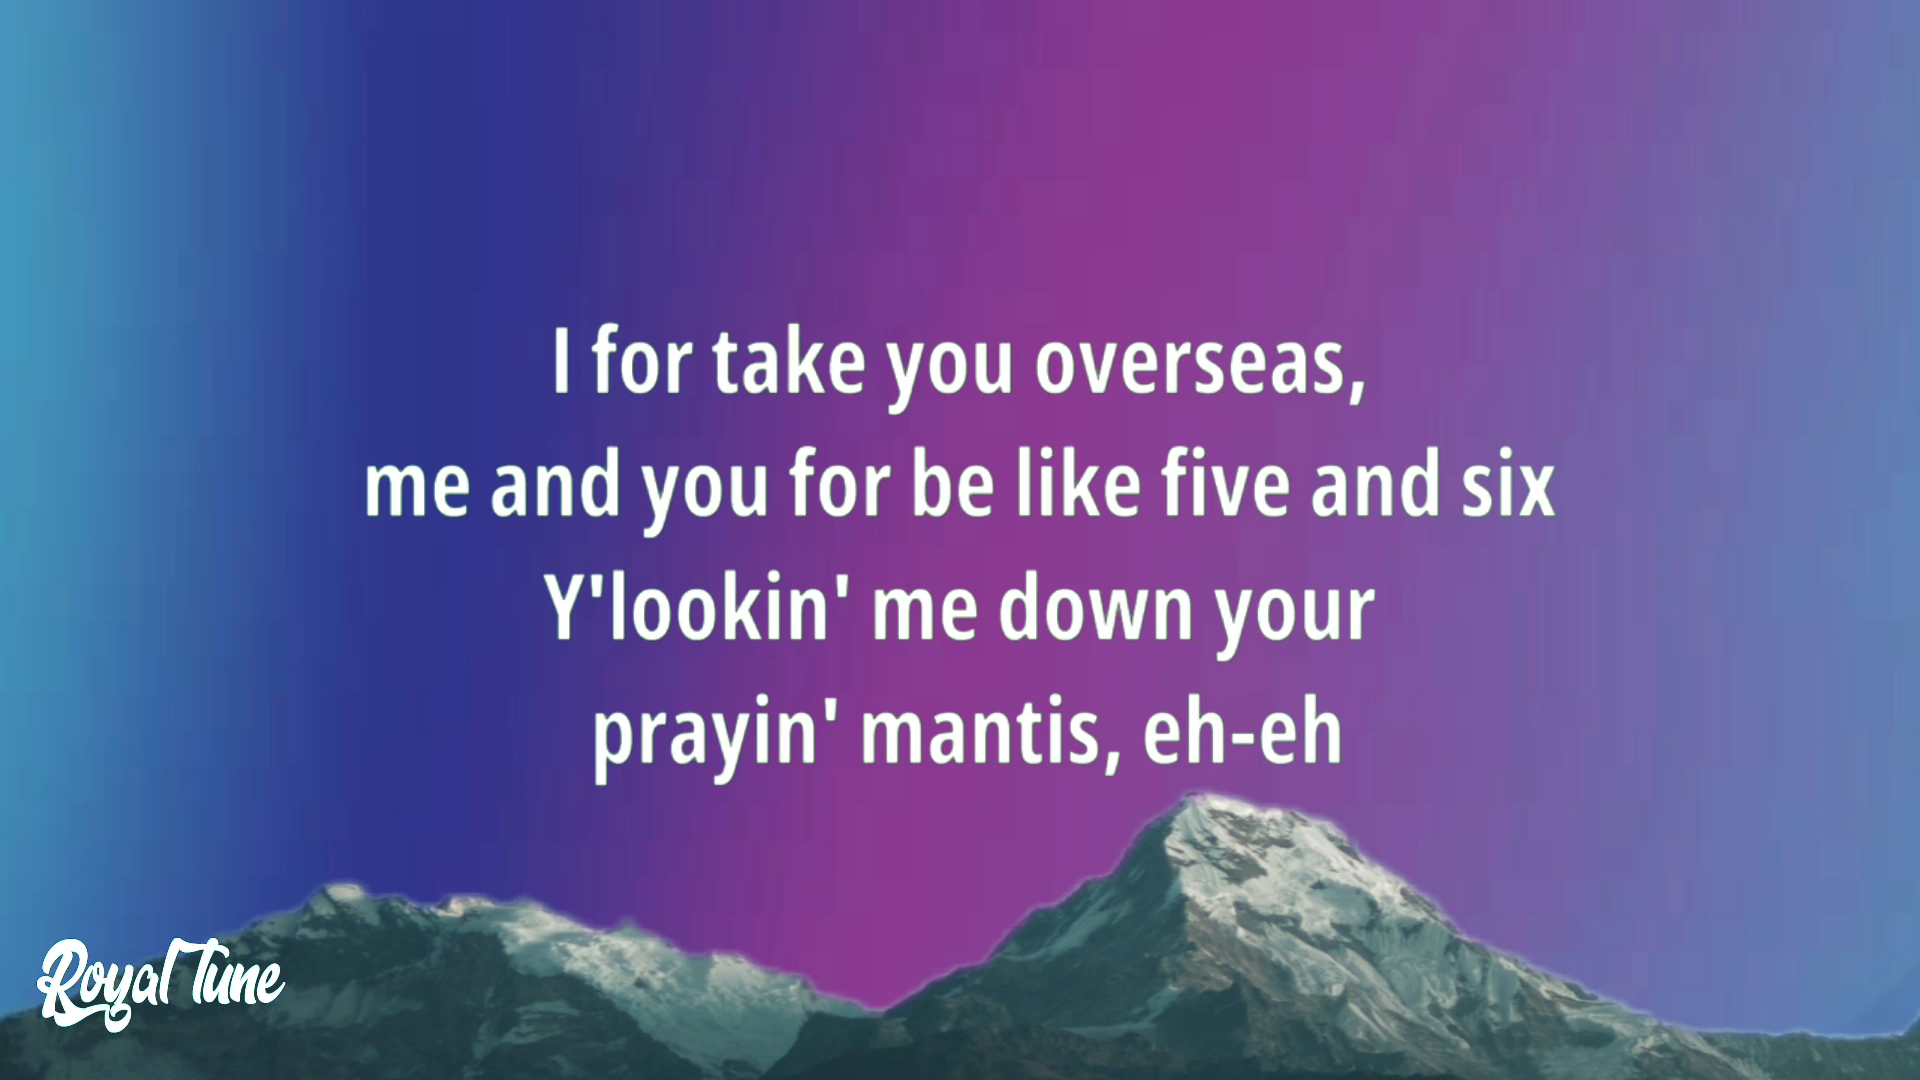 I for take you overseas,
me and you for be like five and six
Y'lookin' me down your
prayin' mantis, eh-eh
Royal Tune